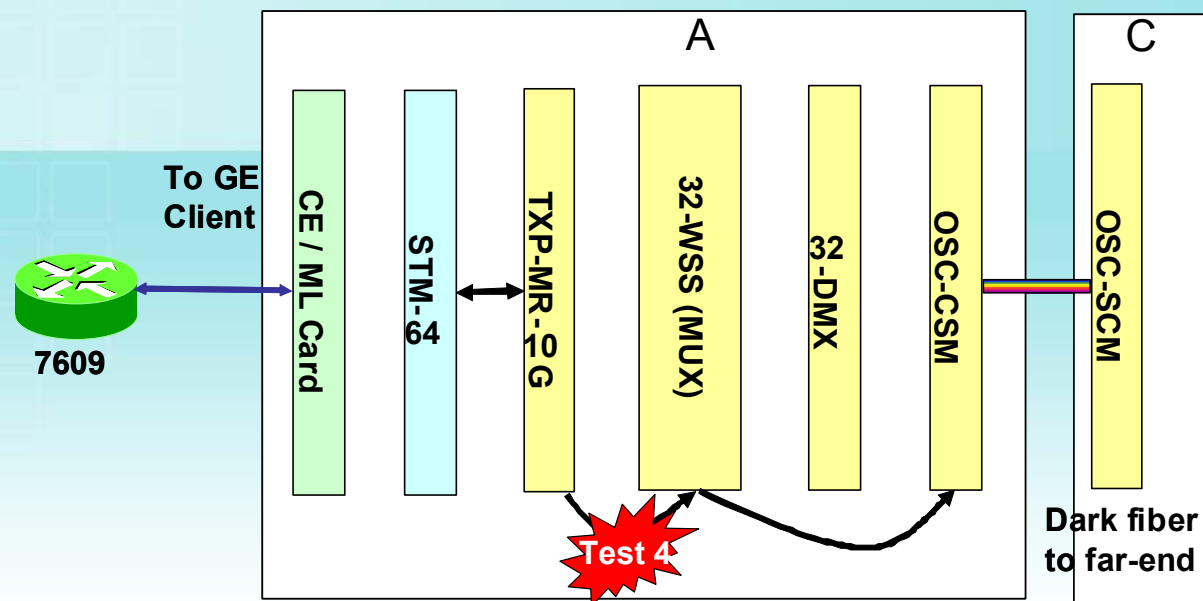 A
C
To GE
Client
7609
CE / ML Card
STM-
64
TXP-MR-
10
G
32-WSS (MUX)
32
-DMX
OSC-CSM
OSC-SCM
Test 4
Dark fiber
to far-end